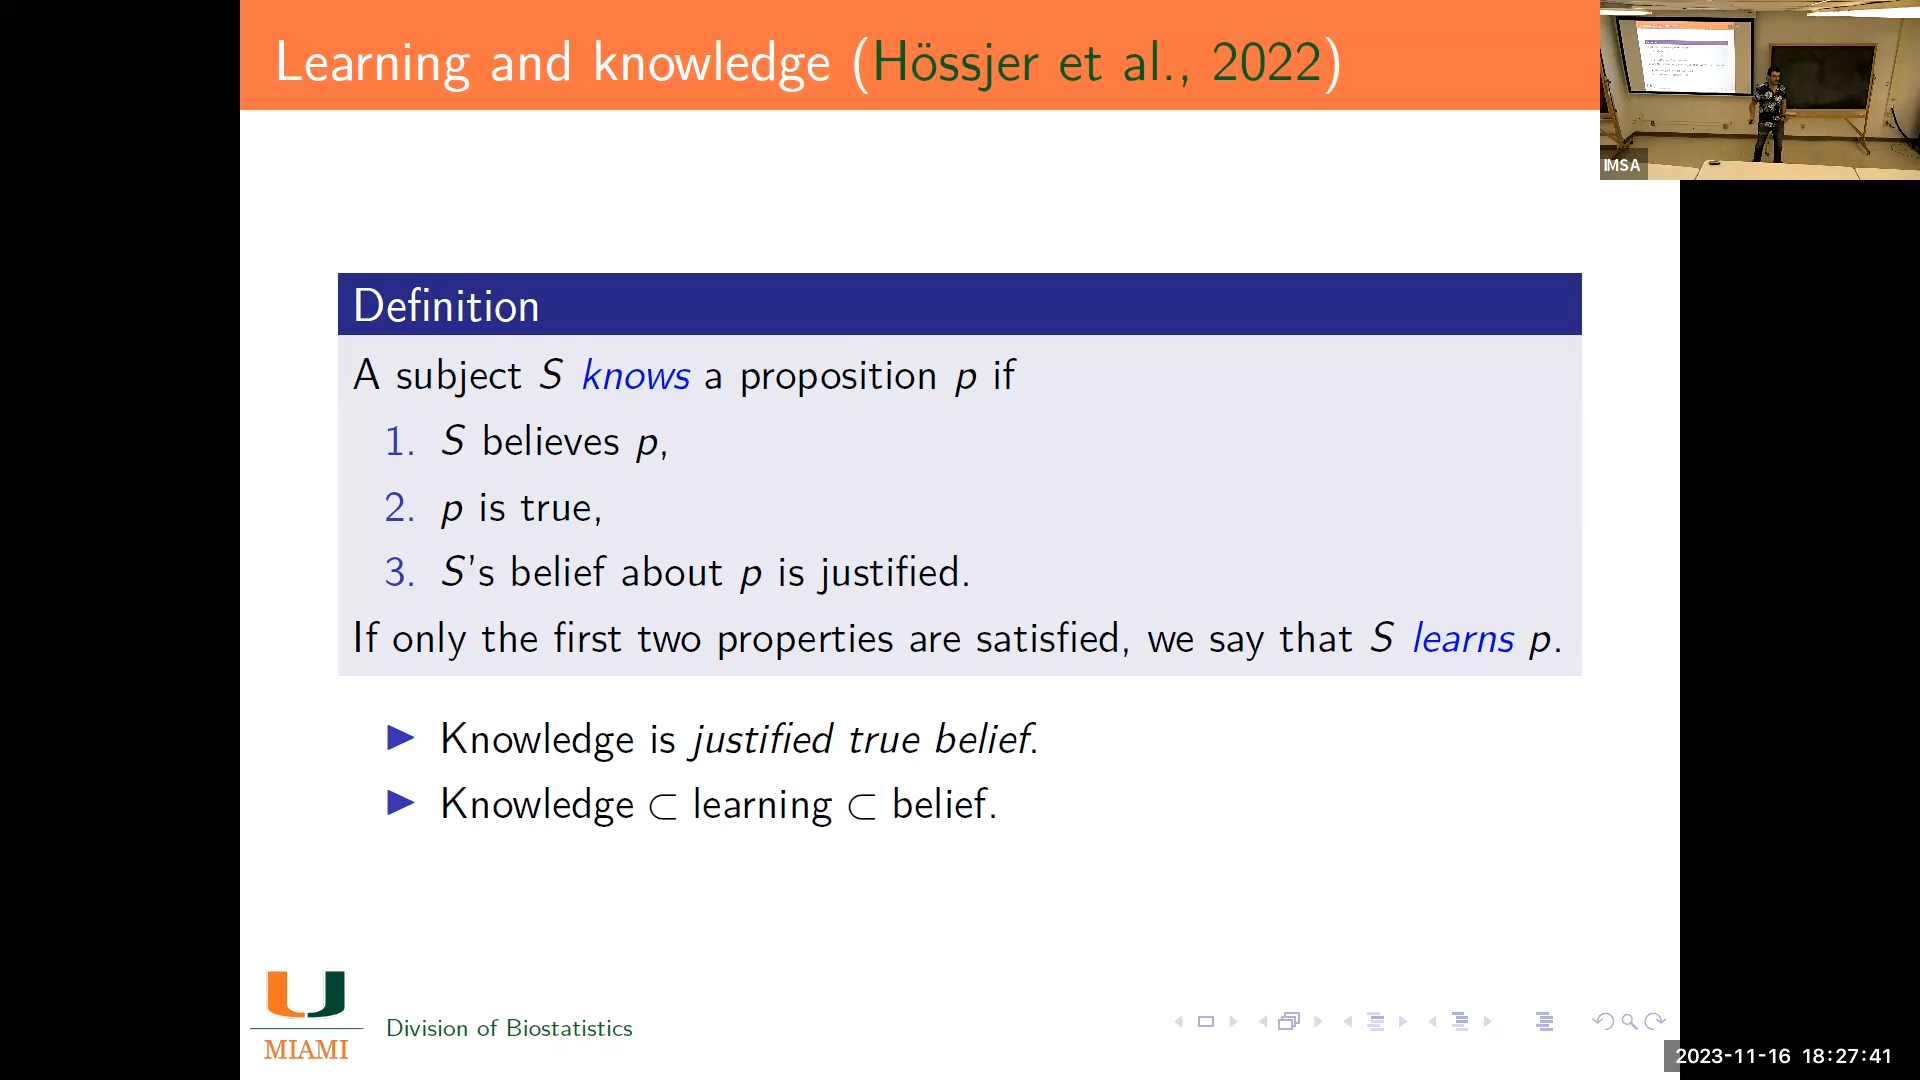 Learning and knowledge (Hössjer et al., 2022)
IMSA
Definition
A subject S knows a proposition p if
1. S believes p,
2. p is true,
3. S's belief about p is justified.
If only the first two properties are satisfied, we say that S learns p.
▶ Knowledge is justified true belief.
▶ Knowledge ⊂ learning ⊂ belief.
MIAMI
Division of Biostatistics
2023-11-16 18:27:41